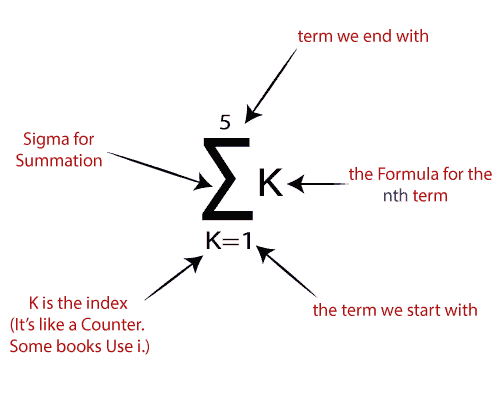 term we end with
5
Sigma for
Summation
∑ K
the Formula for the
nth term
K=1
K is the index
(It's like a Counter.
Some books Use i.)
the term we start with